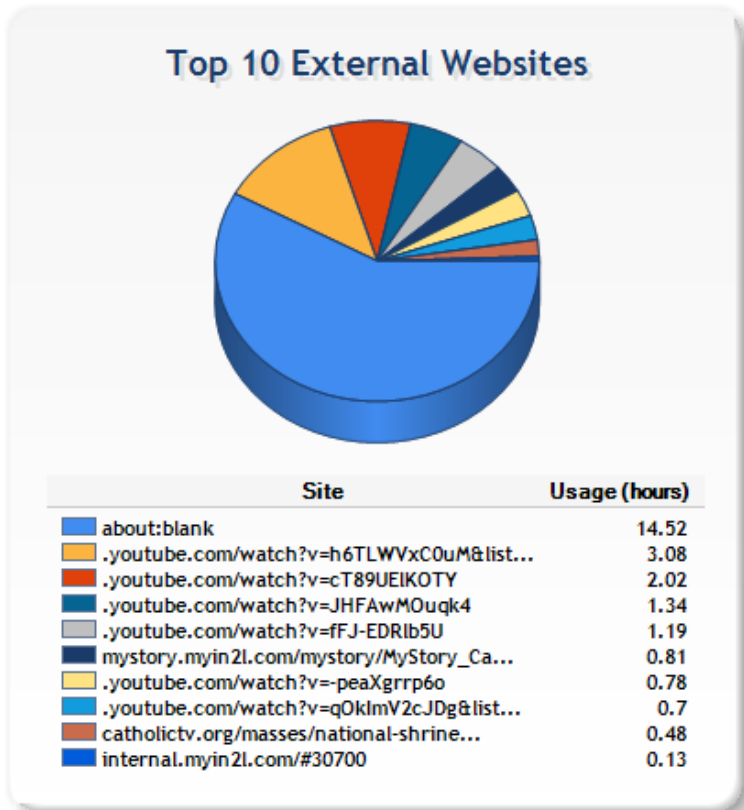 Top 10 External Websites
Site Usage (hours)
about:blank 14.52
.youtube.com/watch?v=h6TLWVxC0uM&list... 3.08
.youtube.com/watch?v=cT89UEIKOTY 2.02
.youtube.com/watch?v=JHFAwMOuqk4 1.34
.youtube.com/watch?v=fFJ-EDRlb5U 1.19
mystory.myin2l.com/mystory/MyStory_Ca... 0.81
.youtube.com/watch?v=-peaXgrrp6o 0.78
.youtube.com/watch?v=qOkImV2cJDg&list... 0.7
catholictv.org/masses/national-shrine... 0.48
internal.myin2l.com/#30700 0.13